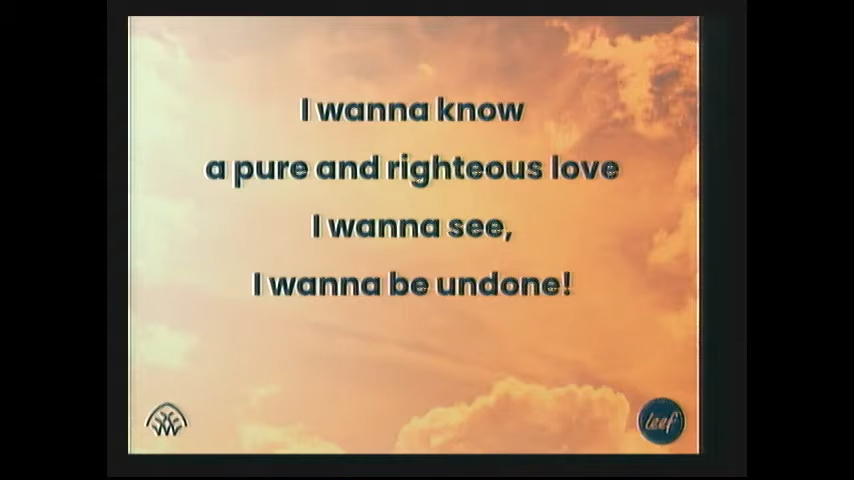 I wanna know
a pure and righteous love
I wanna see,
I wanna be undone!
leef